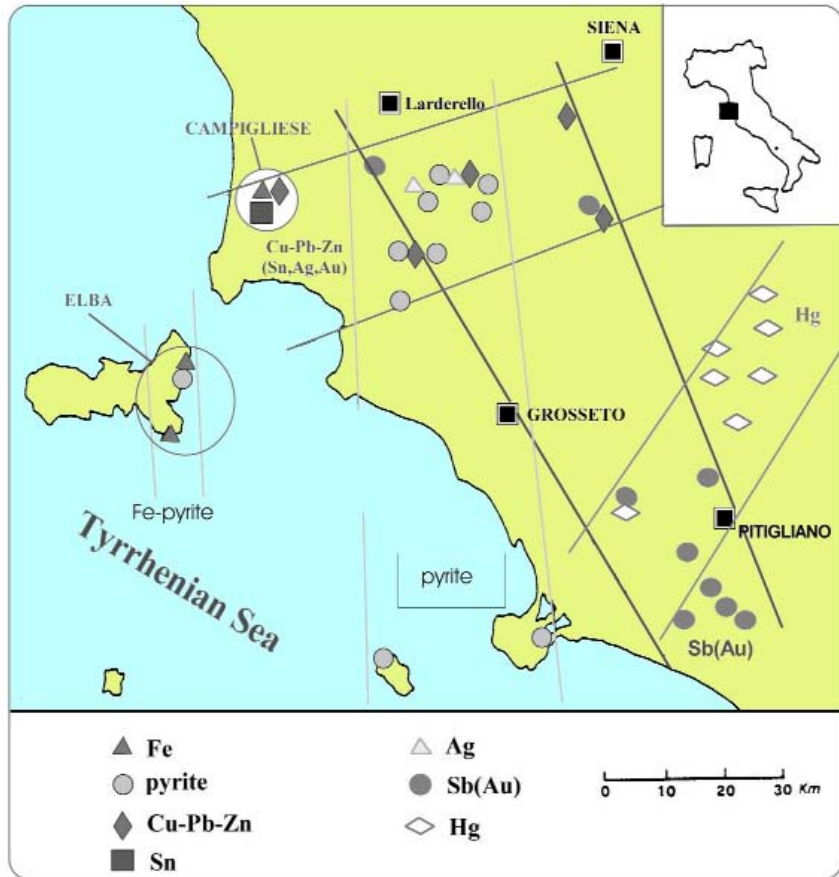 SIENA
Larderello
CAMPIGLIESE
Cu-Pb-Zn
(Sn,Ag,Au)
ELBA
Hg
GROSSETO
Fe-pyrite
PITIGLIANO
Tyrrhenian Sea
pyrite
Sb(Au)
Fe
pyrite
Cu-Pb-Zn
Sn
Ag
Sb(Au)
Hg
0 10 20 30 Km